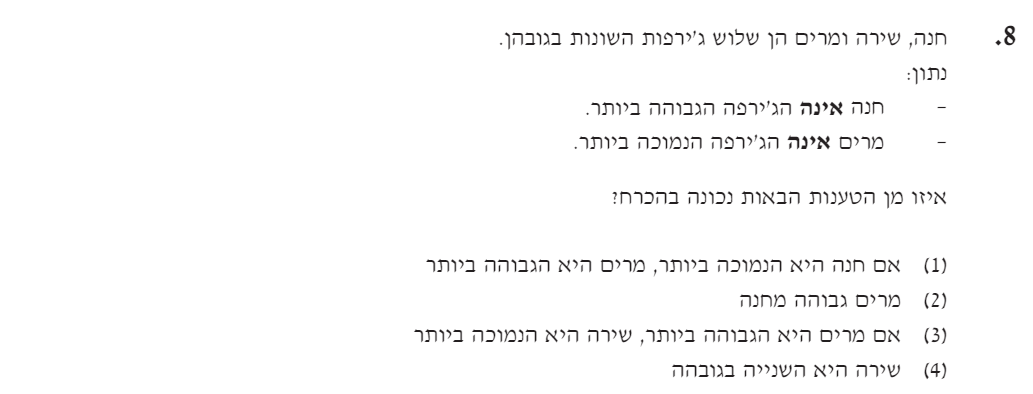 8. חנה, שירה ומרים הן שלוש ג'ירפות השונות בגובהן.
נתון:
- חנה אינה הג'ירפה הגבוהה ביותר.
- מרים אינה הג'ירפה הנמוכה ביותר.
איזו מן הטענות הבאות נכונה בהכרח?
(1) אם חנה היא הנמוכה ביותר, מרים היא הגבוהה ביותר
(2) מרים גבוהה מחנה
(3) אם מרים היא הגבוהה ביותר, שירה היא הנמוכה ביותר
(4) שירה היא השנייה בגובהה